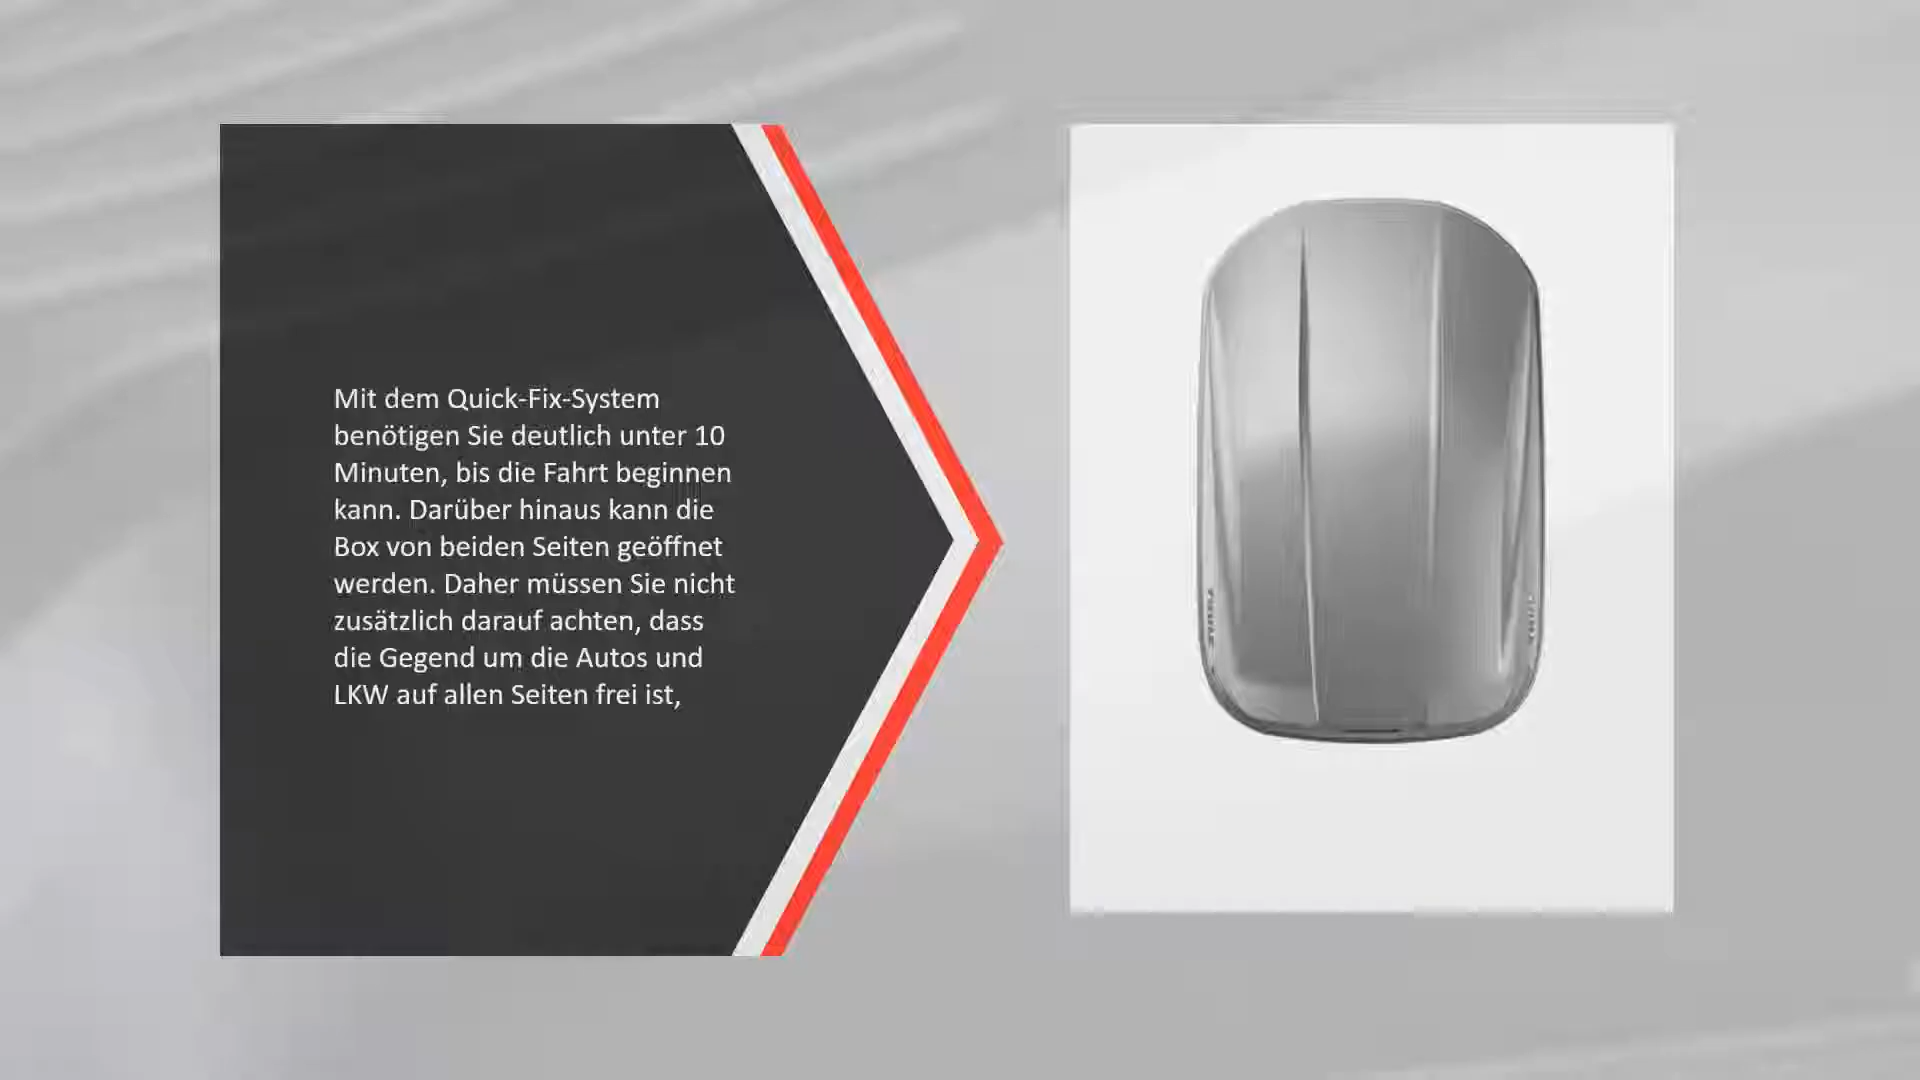 Mit dem Quick-Fix-System
benötigen Sie deutlich unter 10
Minuten, bis die Fahrt beginnen
kann. Darüber hinaus kann die
Box von beiden Seiten geöffnet
werden. Daher müssen Sie nicht
zusätzlich darauf achten, dass
die Gegend um die Autos und
LKW auf allen Seiten frei ist,